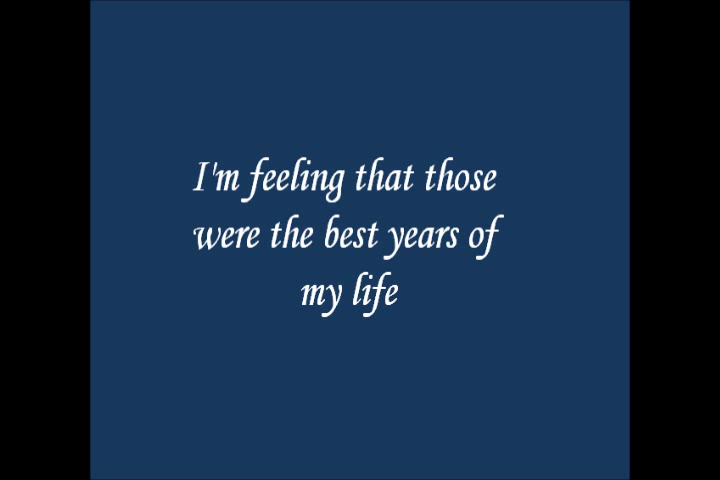 I'm feeling that those
were the best years of
my life